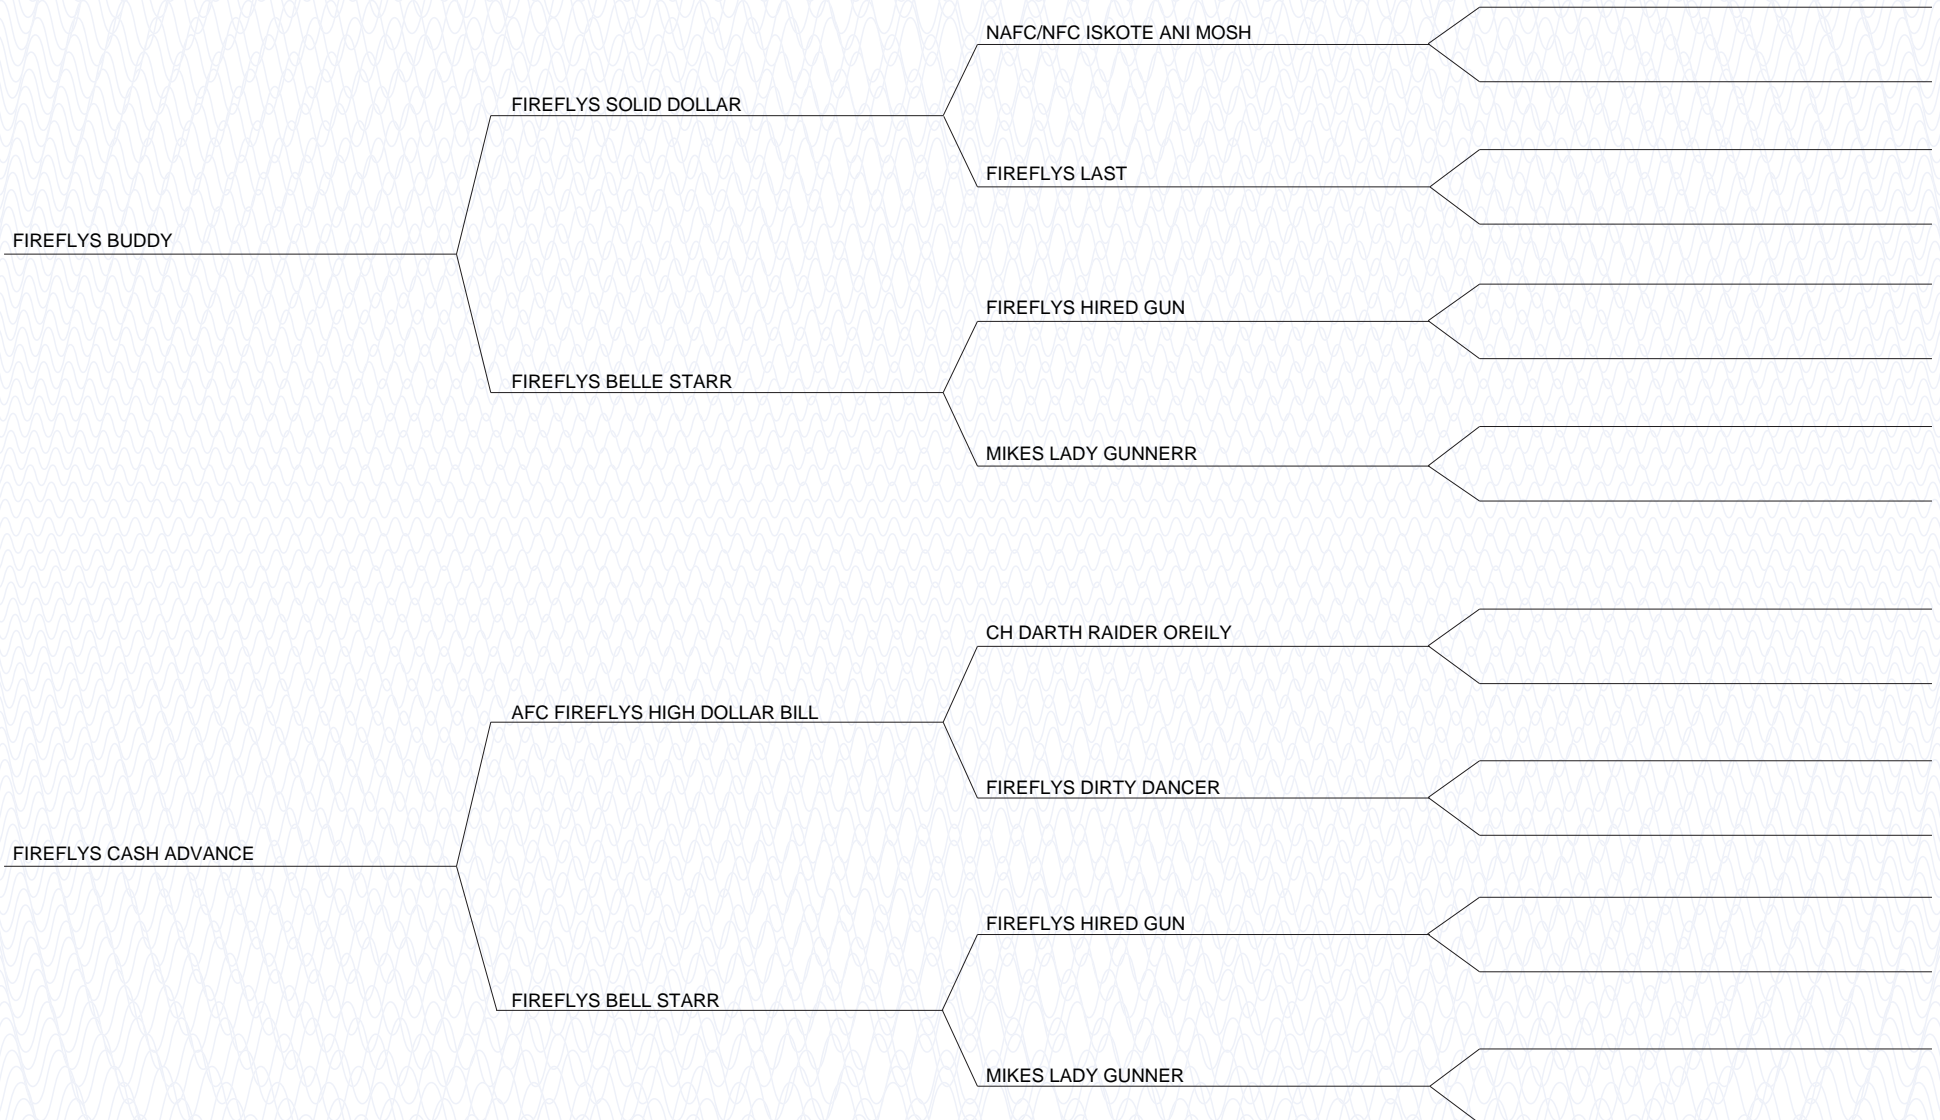 NAFC/NFC ISKOTE ANI MOSH
FIREFLYS SOLID DOLLAR
FIREFLYS LAST
FIREFLYS BUDDY
FIREFLYS HIRED GUN
FIREFLYS BELLE STARR
MIKES LADY GUNNERR
CH DARTH RAIDER OREILY
AFC FIREFLYS HIGH DOLLAR BILL
FIREFLYS DIRTY DANCER
FIREFLYS CASH ADVANCE
FIREFLYS HIRED GUN
FIREFLYS BELL STARR
MIKES LADY GUNNER